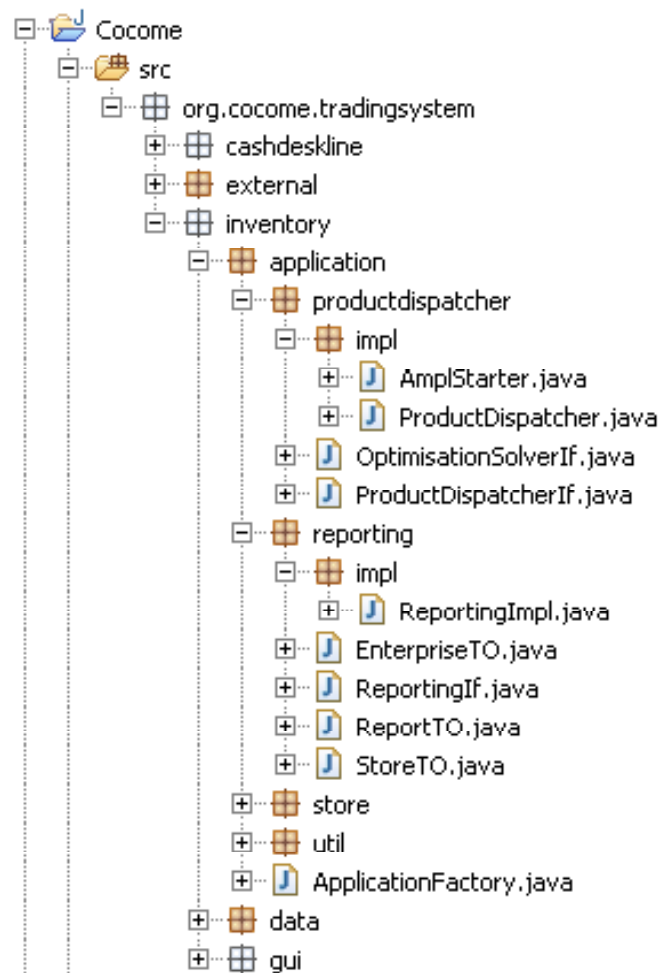 Cocome
src
org.cocome.tradingsystem
cashdeskline
external
inventory
application
productdispatcher
impl
AmplStarter.java
ProductDispatcher.java
OptimisationSolverIf.java
ProductDispatcherIf.java
reporting
impl
ReportingImpl.java
EnterpriseTO.java
ReportingIf.java
ReportTO.java
StoreTO.java
store
util
ApplicationFactory.java
data
gui